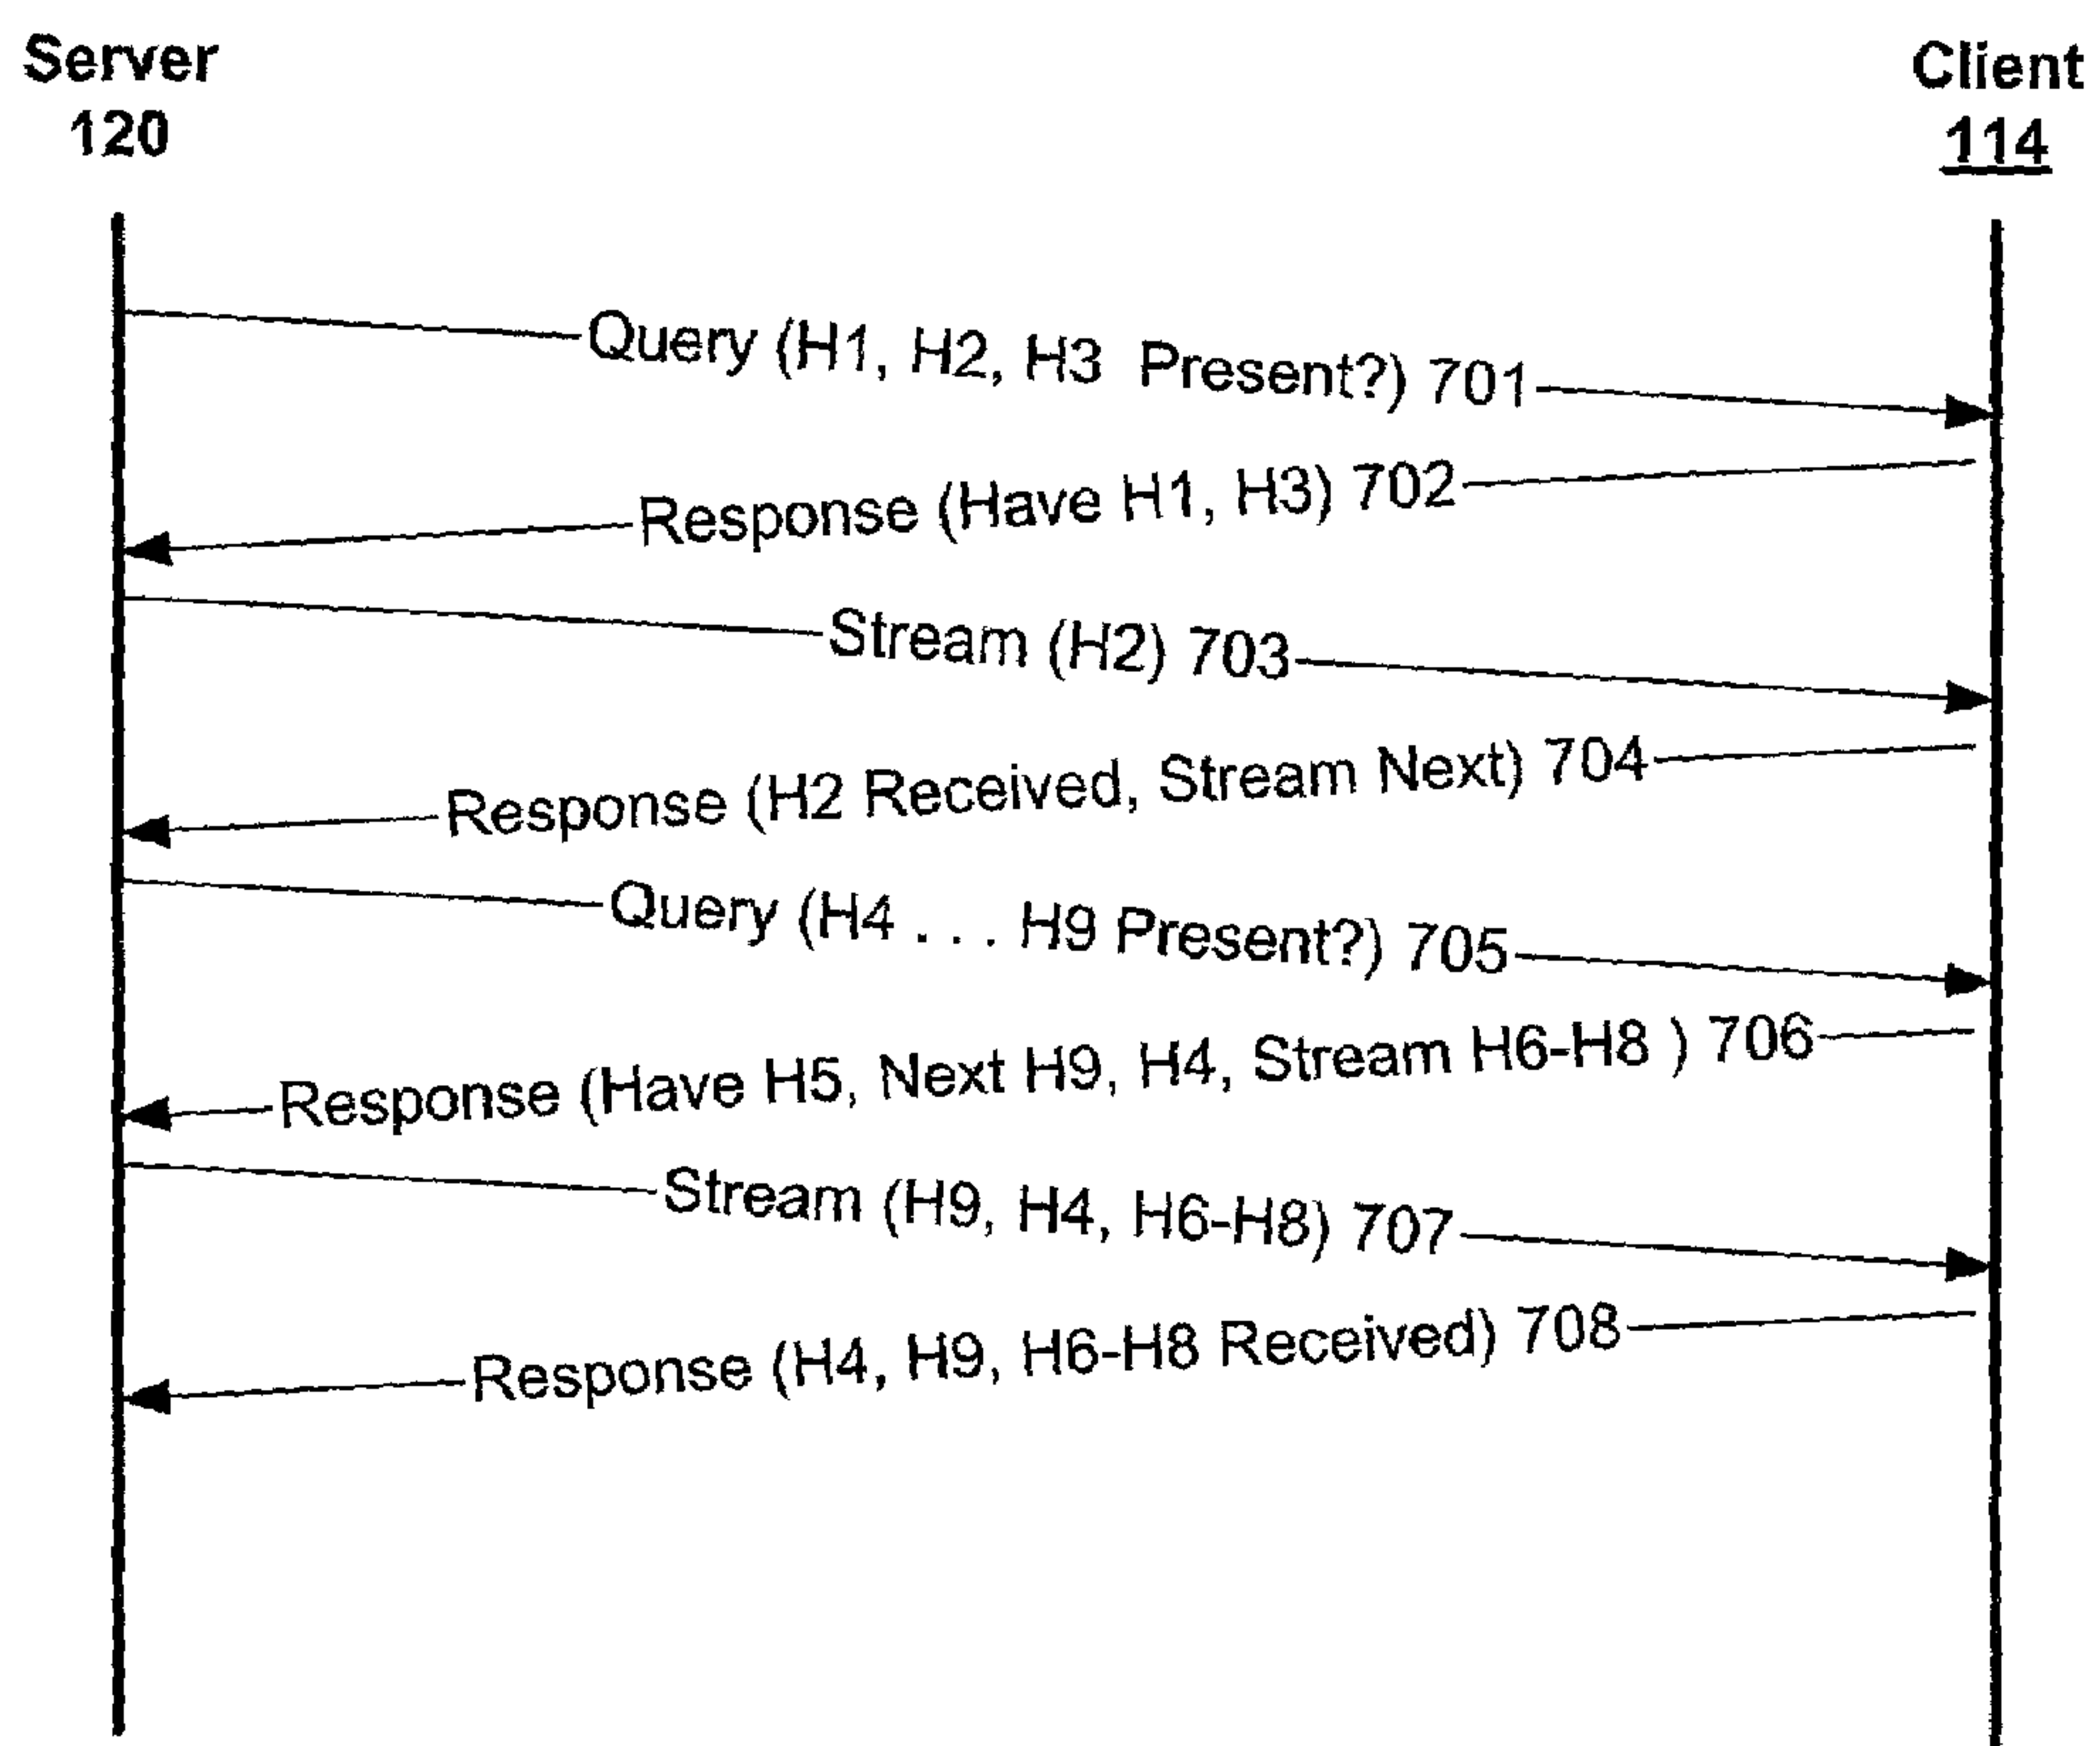 Server
120
Client
114
Query (H1, H2, H3 Present?) 701
Response (Have H1, H3) 702
Stream (H2) 703
Response (H2 Received, Stream Next) 704
Query (H4 . . . H9 Present?) 705
Response (Have H5, Next H9, H4, Stream H6-H8 ) 706
Stream (H9, H4, H6-H8) 707
Response (H4, H9, H6-H8 Received) 708